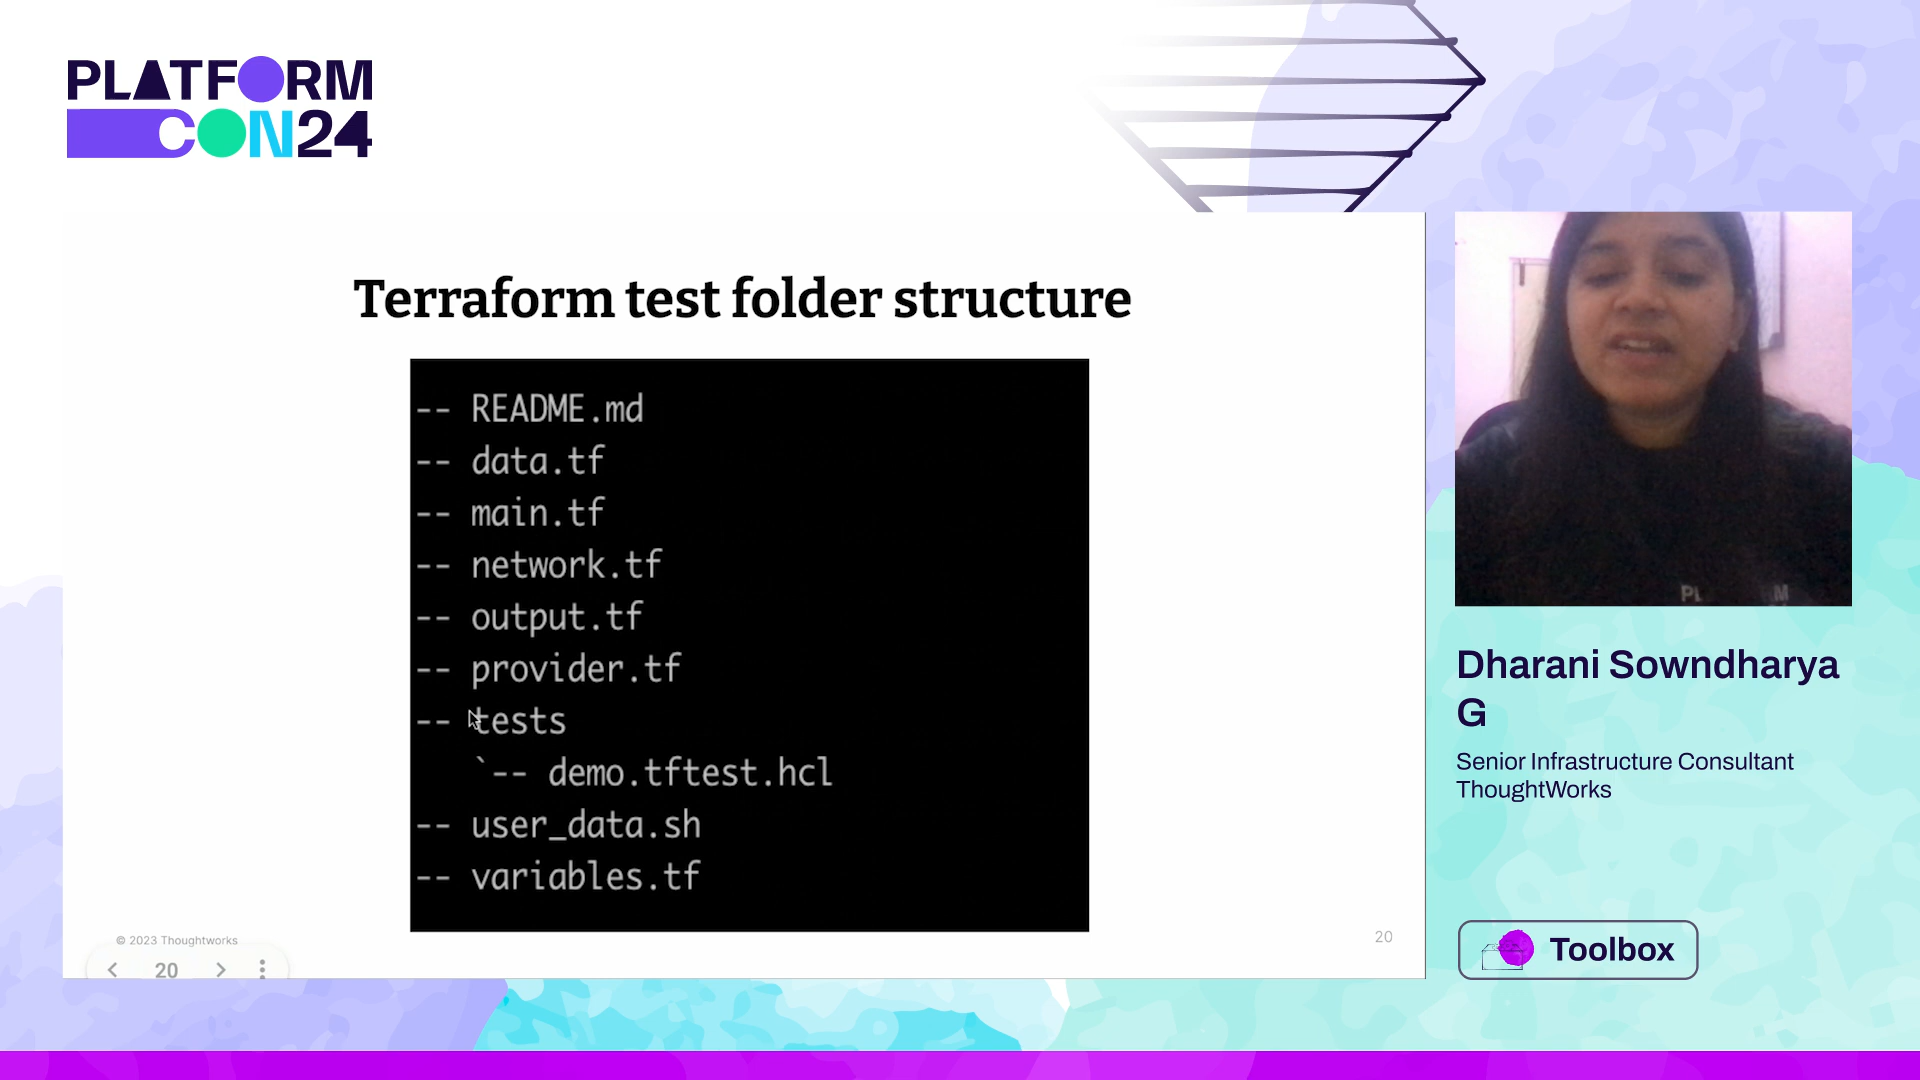 PLATFORM
CON24
Terraform test folder structure
-- README.md
-- data.tf
-- main.tf
-- network.tf
-- output.tf
-- provider.tf
-- tests
`-- demo.tftest.hcl
-- user_data.sh
-- variables.tf
© 2023 Thoughtworks
20
20
Dharani Sowndharya
G
Senior Infrastructure Consultant
ThoughtWorks
Toolbox